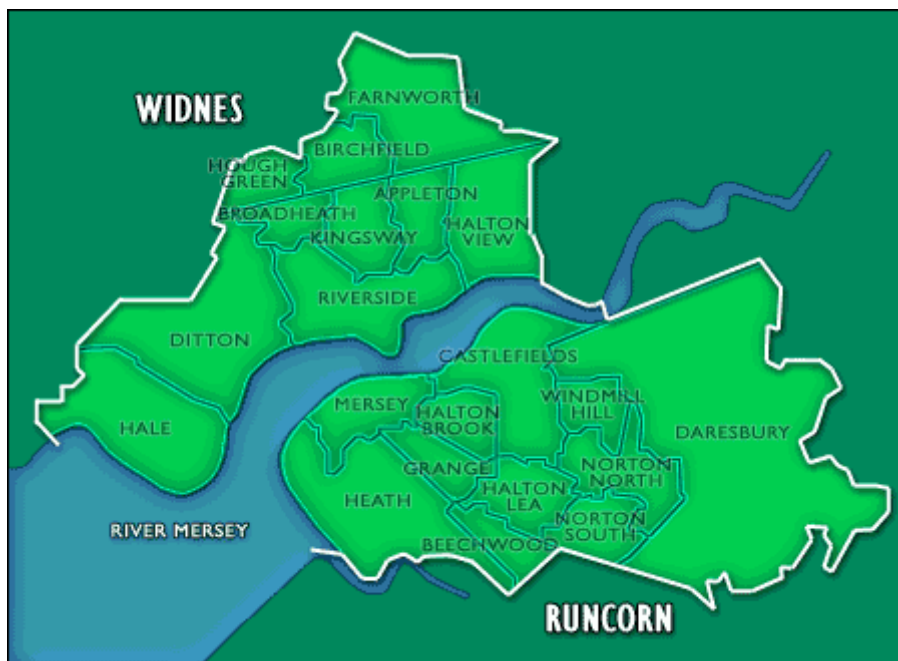 WIDNES
FARNWORTH
BIRCHFIELD
HOUGH
GREEN
APPLETON
BROADHEATH
KINGSWAY
HALTON
VIEW
RIVERSIDE
DITTON
CASTLEFIELDS
HALE
MERSEY
HALTON
BROOK
WINDMILL
HILL
DARESBURY
GRANGE
HEATH
HALTON
LEA
NORTON
NORTH
NORTON
SOUTH
BEECHWOOD
RIVER MERSEY
RUNCORN